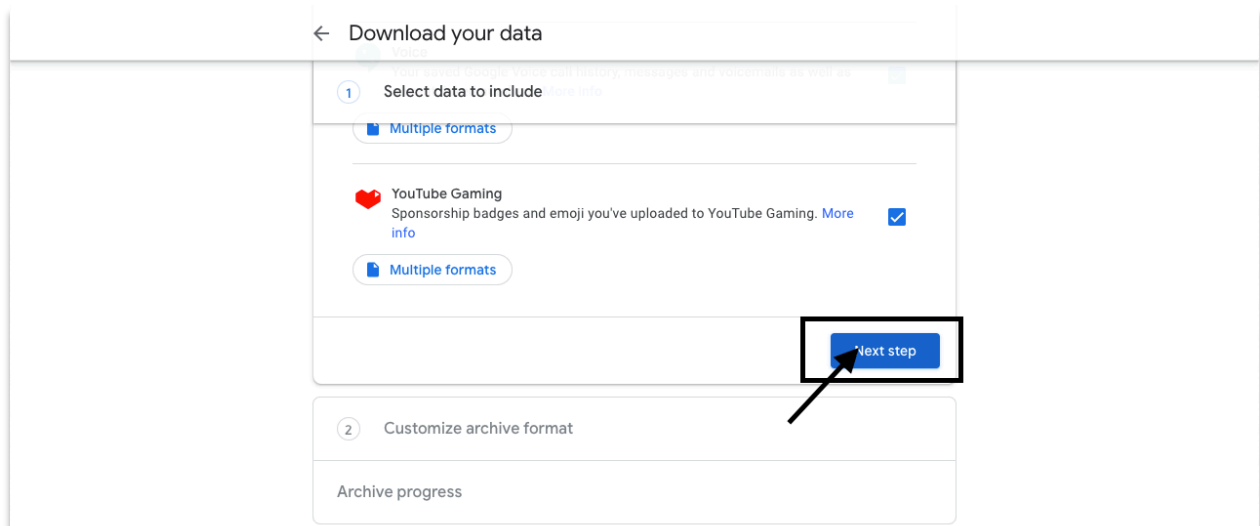 Download your data
Voice
Your saved Google Voice call history, messages and voicemails as well as
More info
1 Select data to include
Multiple formats
YouTube Gaming
Sponsorship badges and emoji you've uploaded to YouTube Gaming. More
info
Multiple formats
Next step
2 Customize archive format
Archive progress